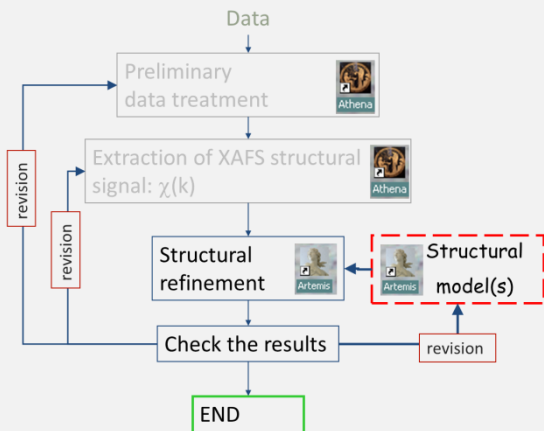 Data
Preliminary
data treatment
Athena
Extraction of XAFS structural
signal: χ(k)
Athena
revision
revision
Structural
refinement
Artemis
Artemis
Structural
model(s)
Check the results
revision
END